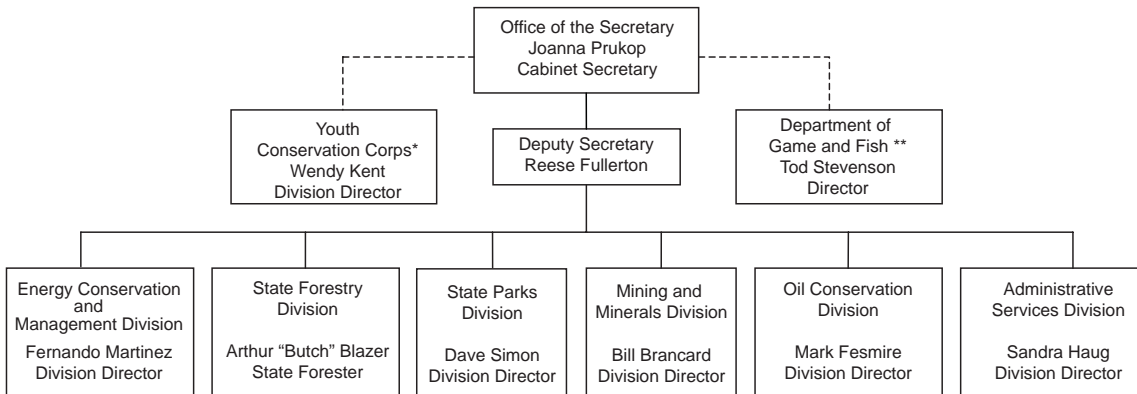 Office of the Secretary
Joanna Prukop
Cabinet Secretary
Youth
Conservation Corps*
Wendy Kent
Division Director
Deputy Secretary
Reese Fullerton
Department of
Game and Fish **
Tod Stevenson
Director
Energy Conservation
and
Management Division
Fernando Martinez
Division Director
State Forestry
Division
Arthur “Butch” Blazer
State Forester
State Parks
Division
Dave Simon
Division Director
Mining and
Minerals Division
Bill Brancard
Division Director
Oil Conservation
Division
Mark Fesmire
Division Director
Administrative
Services Division
Sandra Haug
Division Director